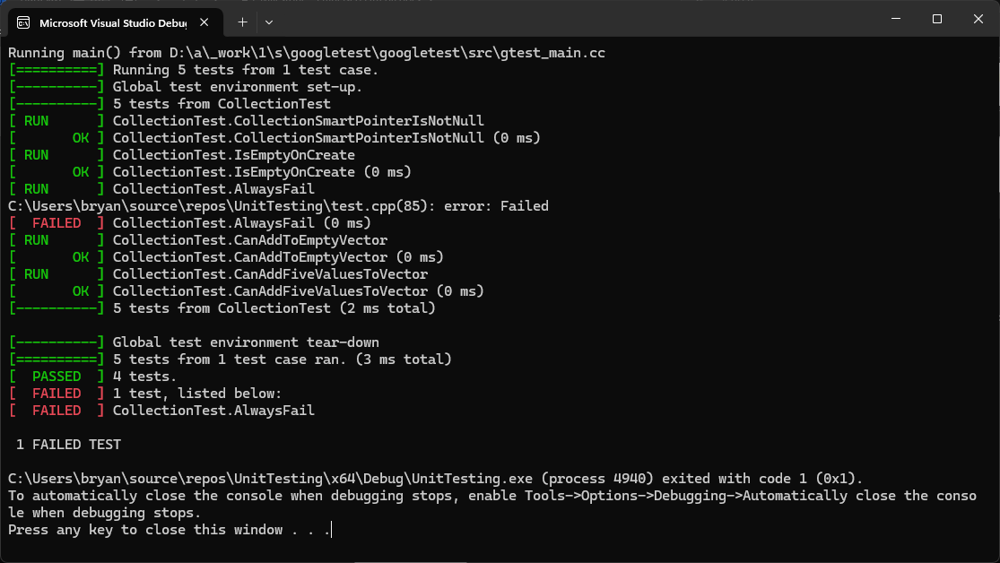 Microsoft Visual Studio Debug
Running main() from D:\a\_work\1\s\googletest\googletest\src\gtest_main.cc
[==========] Running 5 tests from 1 test case.
[----------] Global test environment set-up.
[----------] 5 tests from CollectionTest
[ RUN      ] CollectionTest.CollectionSmartPointerIsNotNull
[       OK ] CollectionTest.CollectionSmartPointerIsNotNull (0 ms)
[ RUN      ] CollectionTest.IsEmptyOnCreate
[       OK ] CollectionTest.IsEmptyOnCreate (0 ms)
[ RUN      ] CollectionTest.AlwaysFail
C:\Users\bryan\source\repos\UnitTesting\test.cpp(85): error: Failed
[  FAILED  ] CollectionTest.AlwaysFail (0 ms)
[ RUN      ] CollectionTest.CanAddToEmptyVector
[       OK ] CollectionTest.CanAddToEmptyVector (0 ms)
[ RUN      ] CollectionTest.CanAddFiveValuesToVector
[       OK ] CollectionTest.CanAddFiveValuesToVector (0 ms)
[----------] 5 tests from CollectionTest (2 ms total)
[----------] Global test environment tear-down
[==========] 5 tests from 1 test case ran. (3 ms total)
[  PASSED  ] 4 tests.
[  FAILED  ] 1 test, listed below:
[  FAILED  ] CollectionTest.AlwaysFail
1 FAILED TEST
C:\Users\bryan\source\repos\UnitTesting\x64\Debug\UnitTesting.exe (process 4940) exited with code 1 (0x1).
To automatically close the console when debugging stops, enable Tools->Options->Debugging->Automatically close the conso
le when debugging stops.
Press any key to close this window . . .